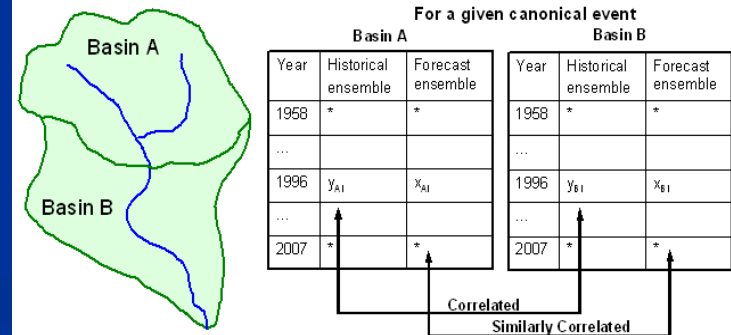 For a given canonical event
Basin A
Basin B
Basin A
Basin B
Year Historical ensemble Forecast ensemble
1958 * *
...
1996 yAI xAI
...
2007 * *
Year Historical ensemble Forecast ensemble
1958 * *
...
1996 yBI xBI
...
2007 * *
Correlated
Similarly Correlated